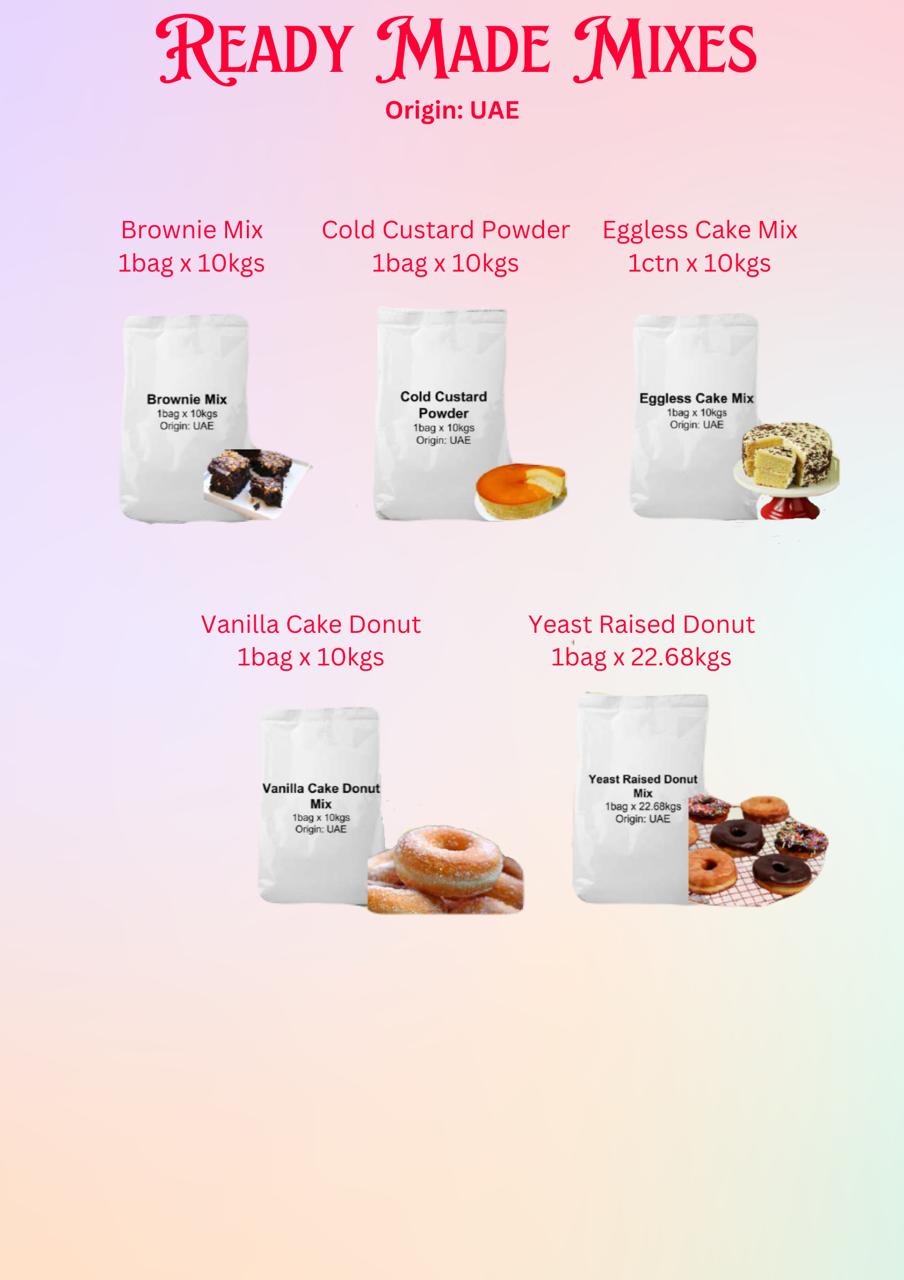 Ready Made Mixes
Origin: UAE
Brownie Mix
1bag x 10kgs
Cold Custard Powder
1bag x 10kgs
Eggless Cake Mix
1ctn x 10kgs
Brownie Mix
1bag x 10kgs
Origin: UAE
Cold Custard
Powder
1bag x 10kgs
Origin: UAE
Eggless Cake Mix
1bag x 10kgs
Origin: UAE
Vanilla Cake Donut
1bag x 10kgs
Yeast Raised Donut
1bag x 22.68kgs
Vanilla Cake Donut
Mix
1bag x 10kgs
Origin: UAE
Yeast Raised Donut
Mix
1bag x 22.68kgs
Origin: UAE